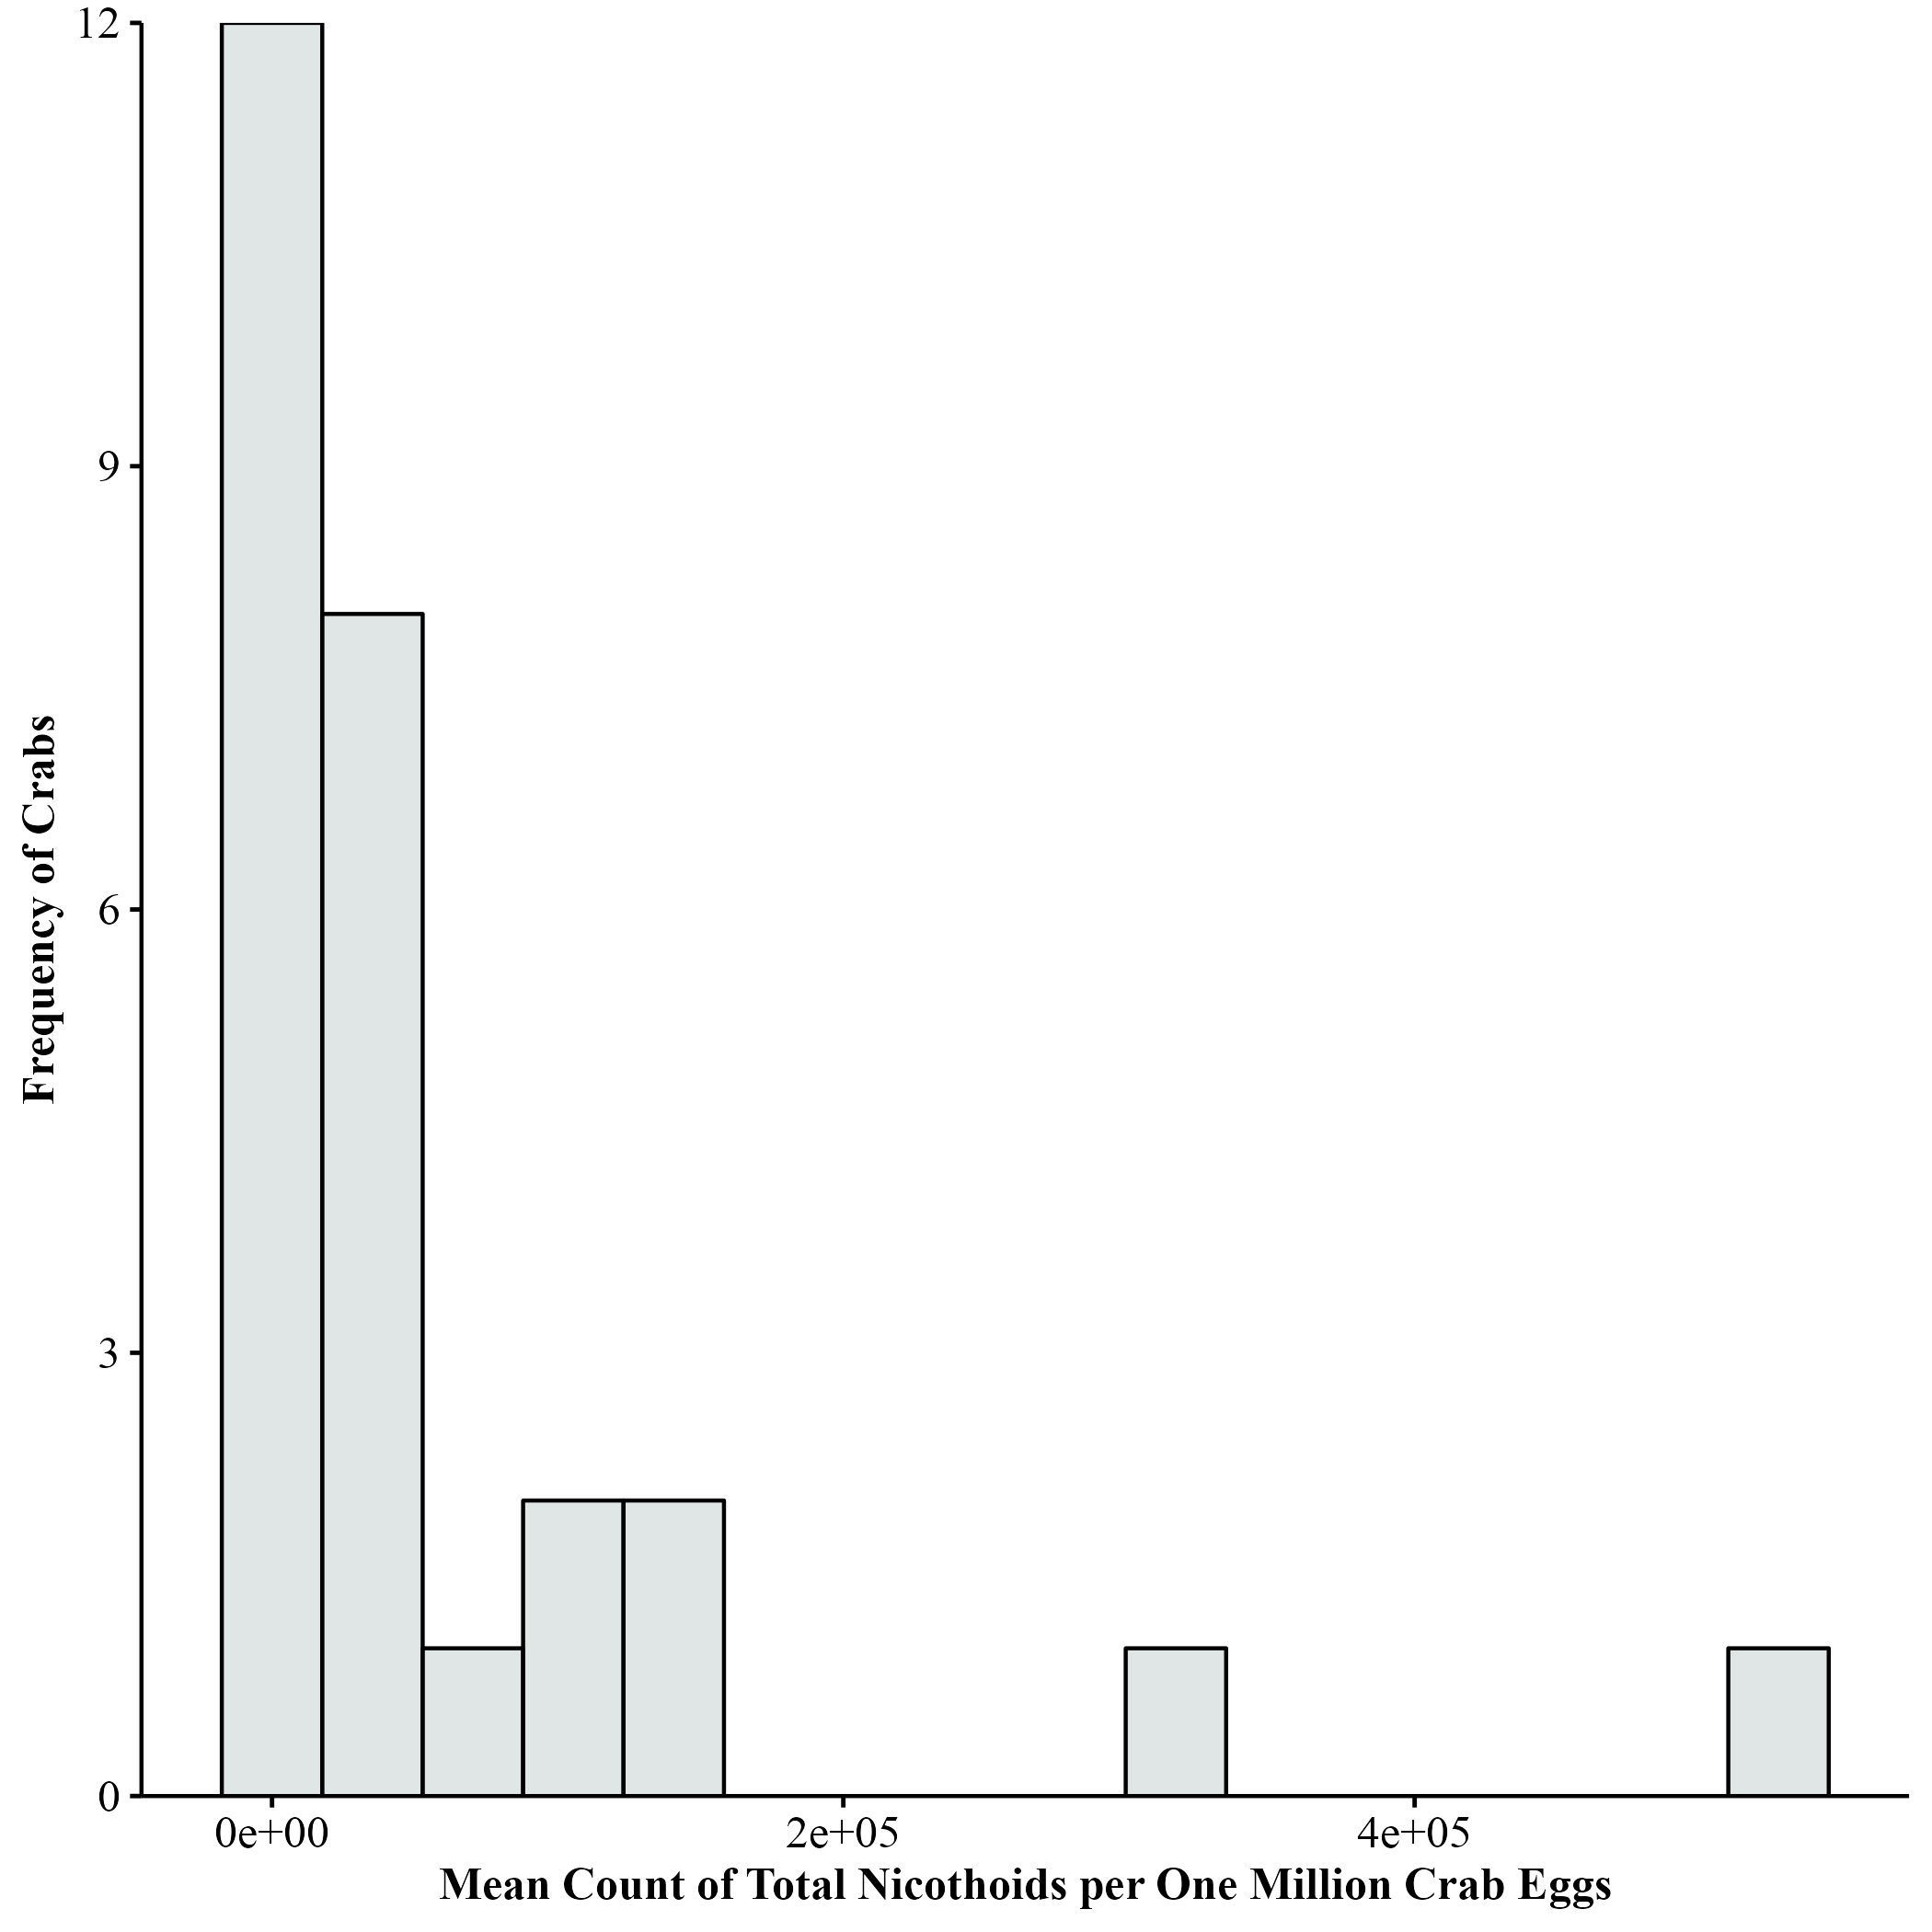 12
9
6
3
0
Frequency of Crabs
0e+00 2e+05 4e+05
Mean Count of Total Nicothoids per One Million Crab Eggs